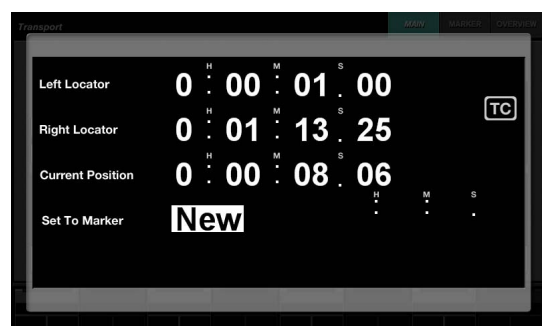 Transport MAIN MARKER OVERVIEW
H M S
Left Locator 0 : 00 : 01 . 00
TC
H M S
Right Locator 0 : 01 : 13 . 25
H M S
Current Position 0 : 00 : 08 . 06
H M S
Set To Marker New : : .